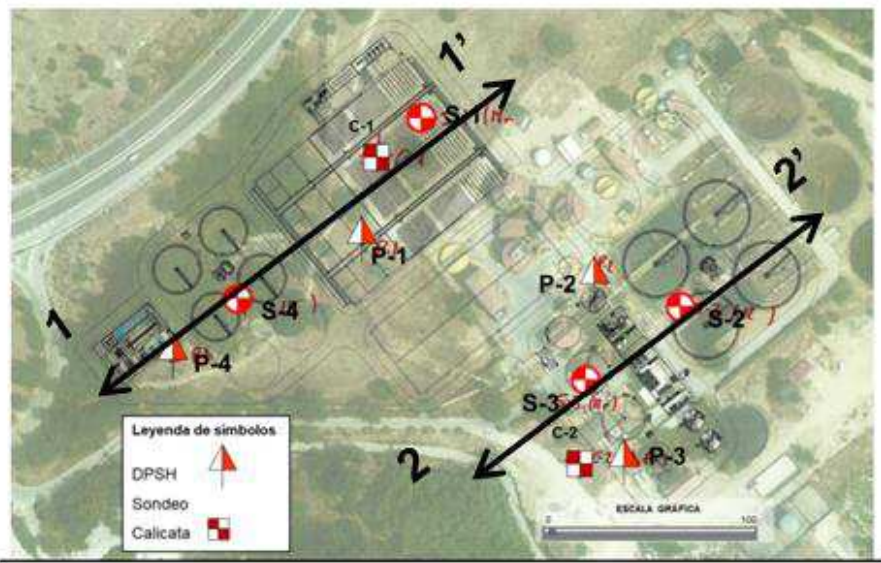 1'
S-1
C-1
2'
P-1
P-2
1
S-4
S-2
P-4
S-3
C-2
2
P-3
Leyenda de simbolos
DPSH
Sondeo
Calicata
ESCALA GRÁFICA
0
100